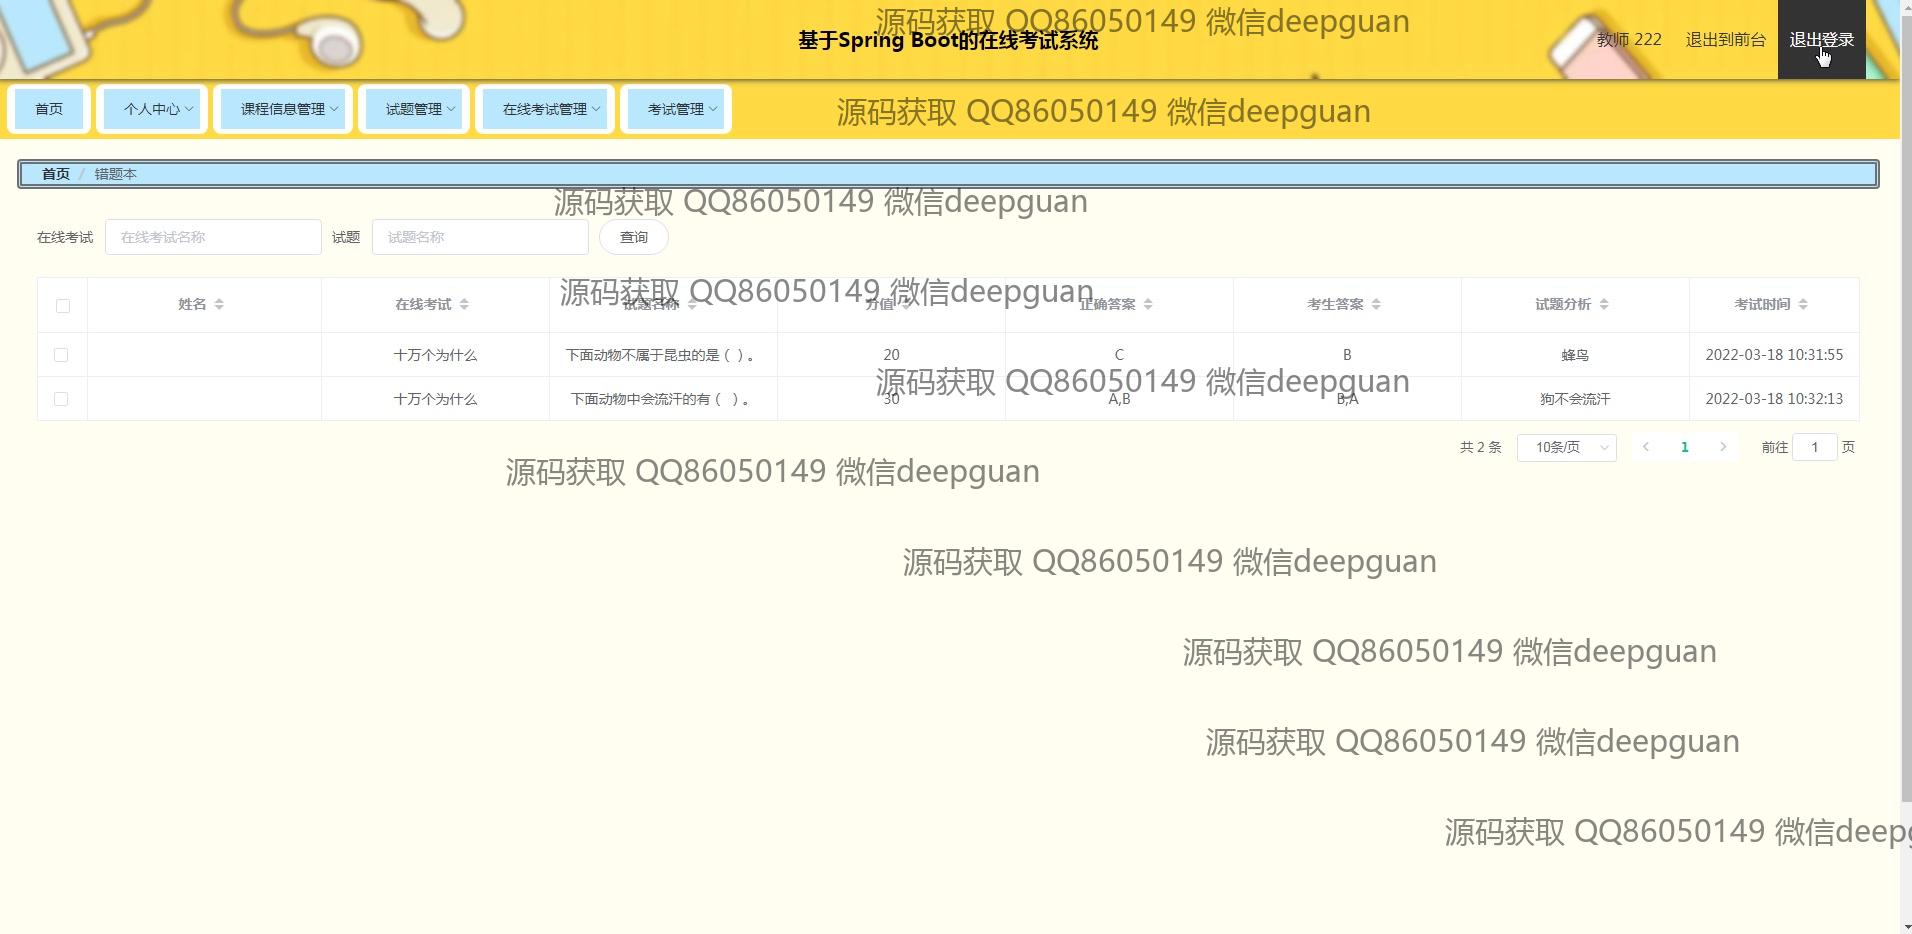 源码获取 QQ86050149 微信deepguan
基于Spring Boot的在线考试系统
教师 222
退出到前台
退出登录
首页
个人中心
课程信息管理
试题管理
在线考试管理
考试管理
源码获取 QQ86050149 微信deepguan
首页 / 错题本
源码获取 QQ86050149 微信deepguan
在线考试 在线考试名称 试题 试题名称 查询
源码获取 QQ86050149 微信deepguan
姓名 在线考试 试题名称 分值 正确答案 考生答案 试题分析 考试时间
十万个为什么 下面动物不属于昆虫的是（ ）。 20 C B 蜂鸟 2022-03-18 10:31:55
源码获取 QQ86050149 微信deepguan
十万个为什么 下面动物中会流汗的有（ ）。 30 A,B B,A 狗不会流汗 2022-03-18 10:32:13
共 2 条 10条/页 1 前往 1 页
源码获取 QQ86050149 微信deepguan
源码获取 QQ86050149 微信deepguan
源码获取 QQ86050149 微信deepguan
源码获取 QQ86050149 微信deepguan
源码获取 QQ86050149 微信deep